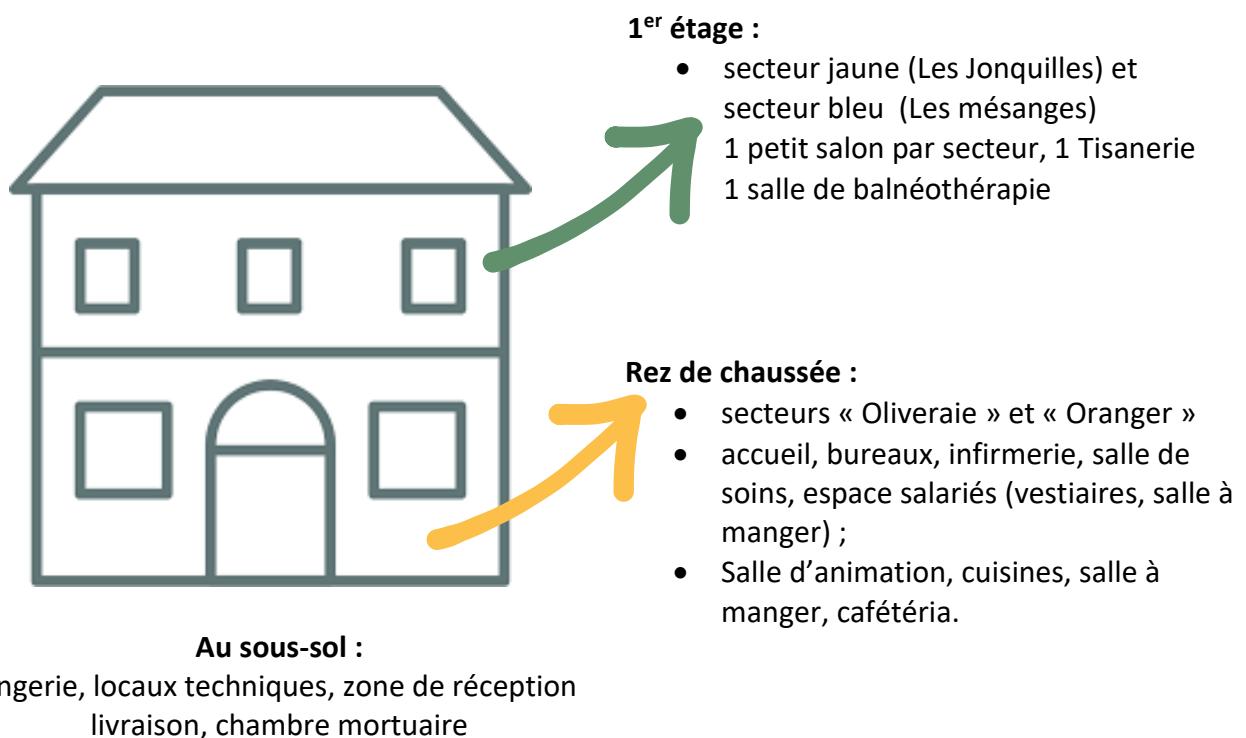 1er étage :
• secteur jaune (Les Jonquilles) et
secteur bleu (Les mésanges)
1 petit salon par secteur, 1 Tisanerie
1 salle de balnéothérapie
Rez de chaussée :
• secteurs « Oliveraie » et « Oranger »
• accueil, bureaux, infirmerie, salle de
soins, espace salariés (vestiaires, salle à
manger) ;
• Salle d’animation, cuisines, salle à
manger, cafétéria.
Au sous-sol :
ngerie, locaux techniques, zone de réception
livraison, chambre mortuaire